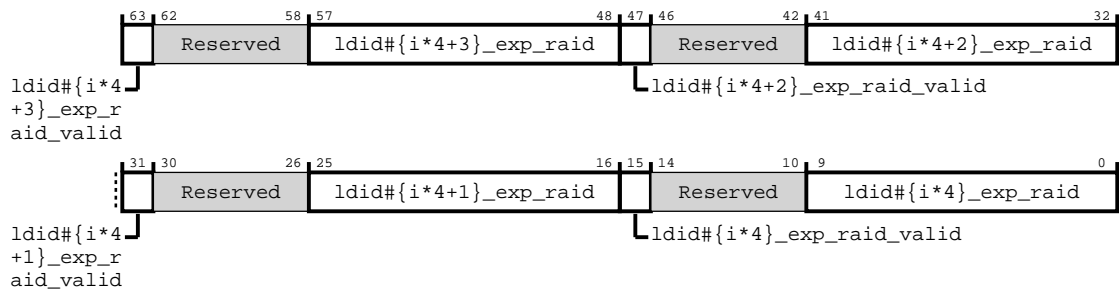 63 62 58 57 48 47 46 42 41 32
Reserved ldid#{i*4+3}_exp_raid Reserved ldid#{i*4+2}_exp_raid
ldid#{i*4
+3}_exp_r
aid_valid
ldid#{i*4+2}_exp_raid_valid
31 30 26 25 16 15 14 10 9 0
Reserved ldid#{i*4+1}_exp_raid Reserved ldid#{i*4}_exp_raid
ldid#{i*4
+1}_exp_r
aid_valid
ldid#{i*4}_exp_raid_valid